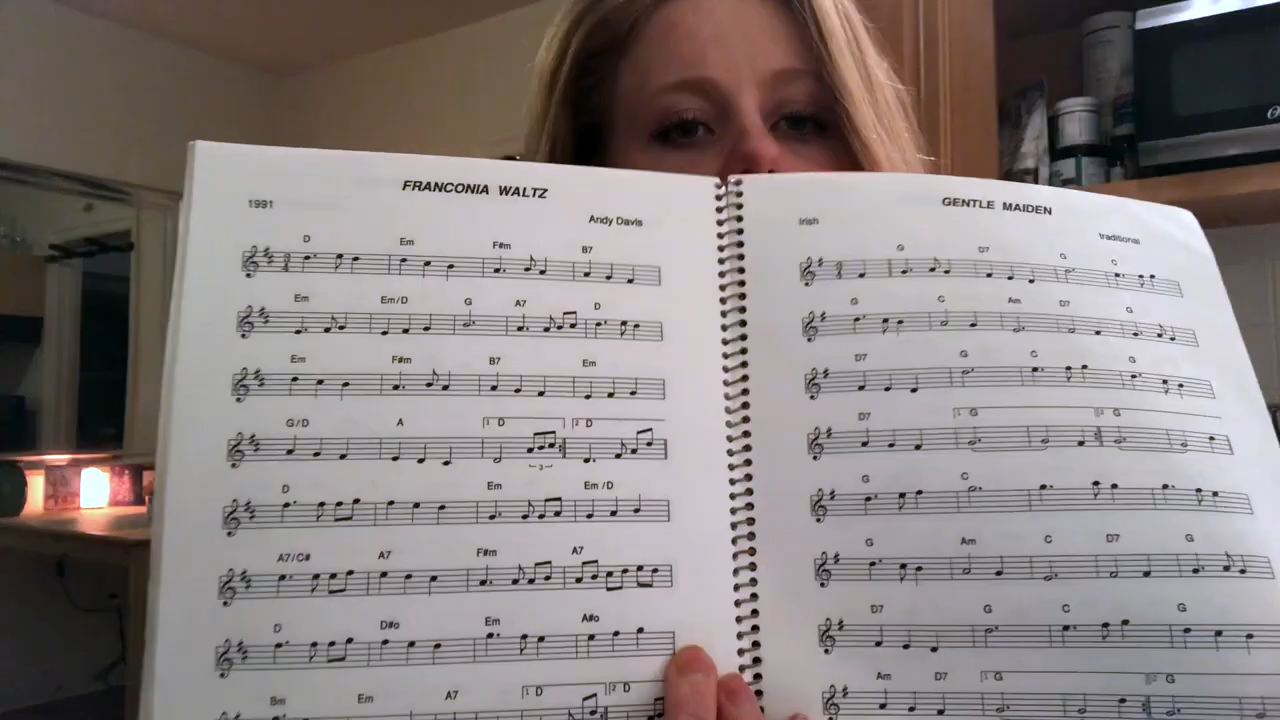 FRANCONIA WALTZ
1991
Andy Davis
D Em F#m B7
Em Em/D G A7 D
Em F#m B7 Em
G/D A 1 D 2 D
3
D Em Em/D
A7/C# A7 F#m A7
D D#o Em A#o
Bm Em A7 1 D 2 D
GENTLE MAIDEN
Irish
traditional
G D7 G C
G C Am D7 G
D7 G C G
D7 1 G 2 G
G C
G Am C D7 G
D7 G C G
Am D7 1 G 2 G